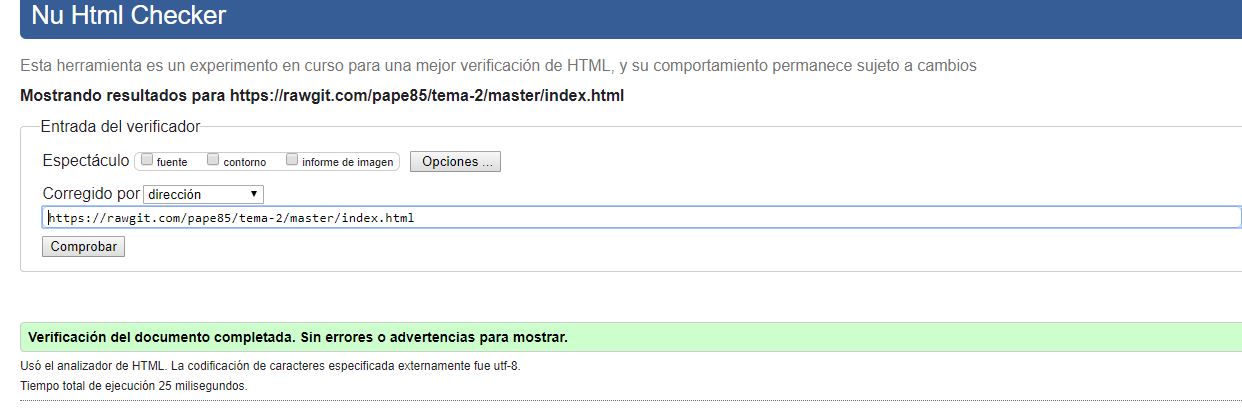 Nu Html Checker
Esta herramienta es un experimento en curso para una mejor verificación de HTML, y su comportamiento permanece sujeto a cambios
Mostrando resultados para https://rawgit.com/pape85/tema-2/master/index.html
Entrada del verificador
Espectáculo fuente contorno informe de imagen Opciones ...
Corregido por dirección
https://rawgit.com/pape85/tema-2/master/index.html
Comprobar
Verificación del documento completada. Sin errores o advertencias para mostrar.
Usó el analizador de HTML. La codificación de caracteres especificada externamente fue utf-8.
Tiempo total de ejecución 25 milisegundos.